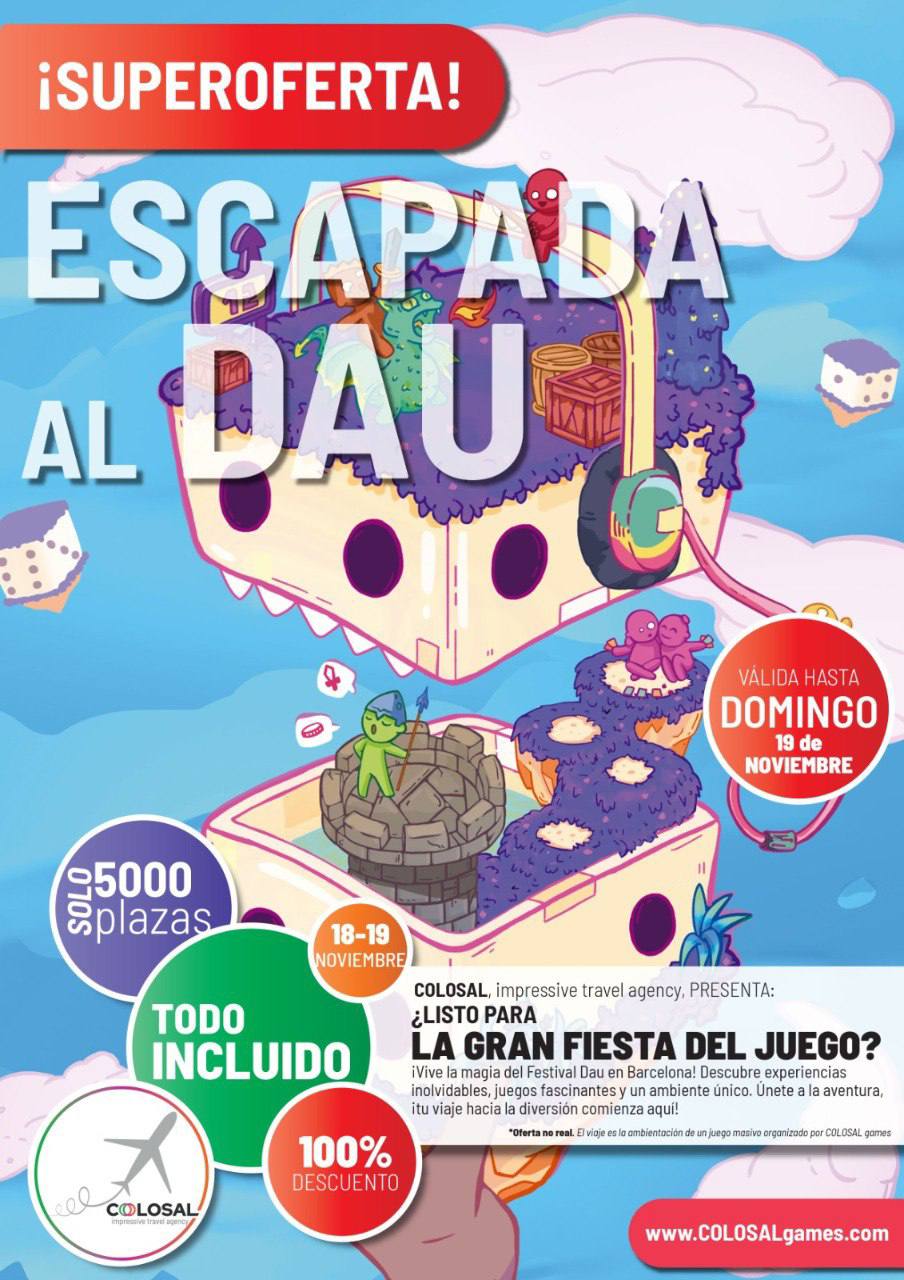 ¡SUPEROFERTA!
ESCAPADA
AL DAU
VÁLIDA HASTA
DOMINGO
19 de
NOVIEMBRE
SOLO 5000
plazas
18-19
NOVIEMBRE
TODO
INCLUIDO
100%
DESCUENTO
COLOSAL, impressive travel agency, PRESENTA:
¿LISTO PARA
LA GRAN FIESTA DEL JUEGO?
¡Vive la magia del Festival Dau en Barcelona! Descubre experiencias
inolvidables, juegos fascinantes y un ambiente único. Únete a la aventura,
¡tu viaje hacia la diversión comienza aquí!
*Oferta no real. El viaje es la ambientación de un juego masivo organizado por COLOSAL games
COLOSAL
impressive travel agency
www.COLOSALgames.com